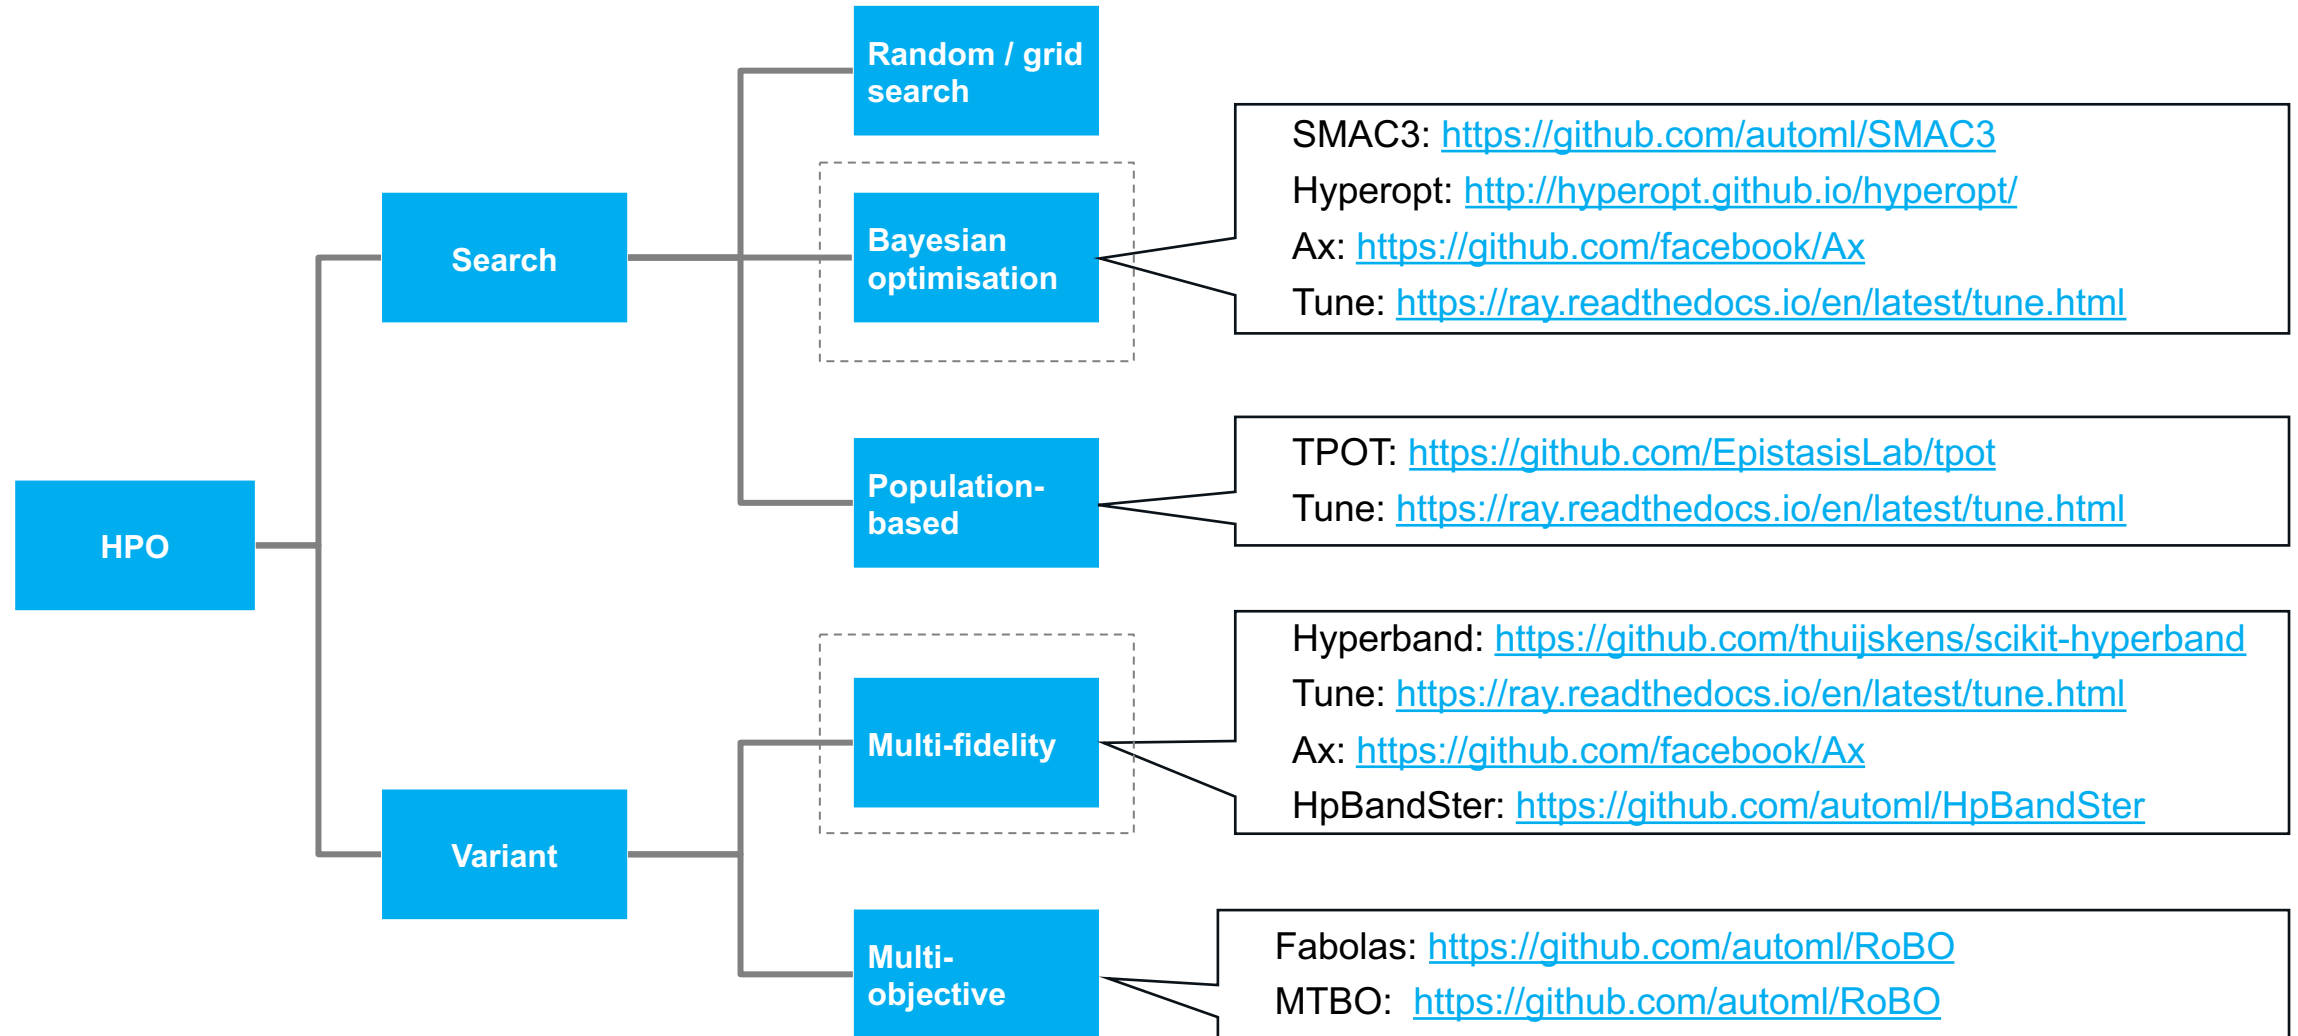 Random / grid
search
SMAC3: https://github.com/automl/SMAC3
Hyperopt: http://hyperopt.github.io/hyperopt/
Ax: https://github.com/facebook/Ax
Tune: https://ray.readthedocs.io/en/latest/tune.html
Search
Bayesian
optimisation
TPOT: https://github.com/EpistasisLab/tpot
Tune: https://ray.readthedocs.io/en/latest/tune.html
Population-
based
HPO
Hyperband: https://github.com/thuijskens/scikit-hyperband
Tune: https://ray.readthedocs.io/en/latest/tune.html
Ax: https://github.com/facebook/Ax
HpBandSter: https://github.com/automl/HpBandSter
Multi-fidelity
Variant
Multi-
objective
Fabolas: https://github.com/automl/RoBO
MTBO: https://github.com/automl/RoBO